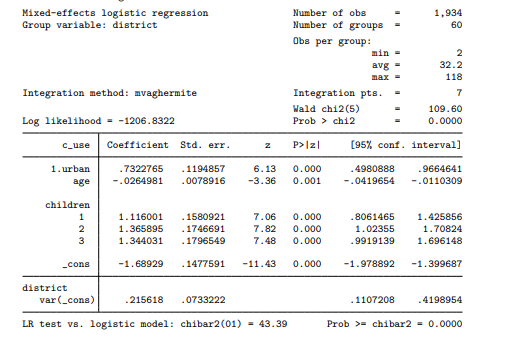 Mixed-effects logistic regression Number of obs = 1,934
Group variable: district Number of groups = 60
Obs per group:
min = 2
avg = 32.2
max = 118
Integration method: mvaghermite Integration pts. = 7
Wald chi2(5) = 109.60
Log likelihood = -1206.8322 Prob > chi2 = 0.0000
c_use Coefficient Std. err. z P>|z| [95% conf. interval]
1.urban .7322765 .1194857 6.13 0.000 .4980888 .9664641
age -.0264981 .0078916 -3.36 0.001 -.0419654 -.0110309
children
1 1.116001 .1580921 7.06 0.000 .8061465 1.425856
2 1.365895 .1746691 7.82 0.000 1.02355 1.70824
3 1.344031 .1796549 7.48 0.000 .9919139 1.696148
_cons -1.68929 .1477591 -11.43 0.000 -1.978892 -1.399687
district
var(_cons) .215618 .0733222 .1107208 .4198954
LR test vs. logistic model: chibar2(01) = 43.39 Prob >= chibar2 = 0.0000